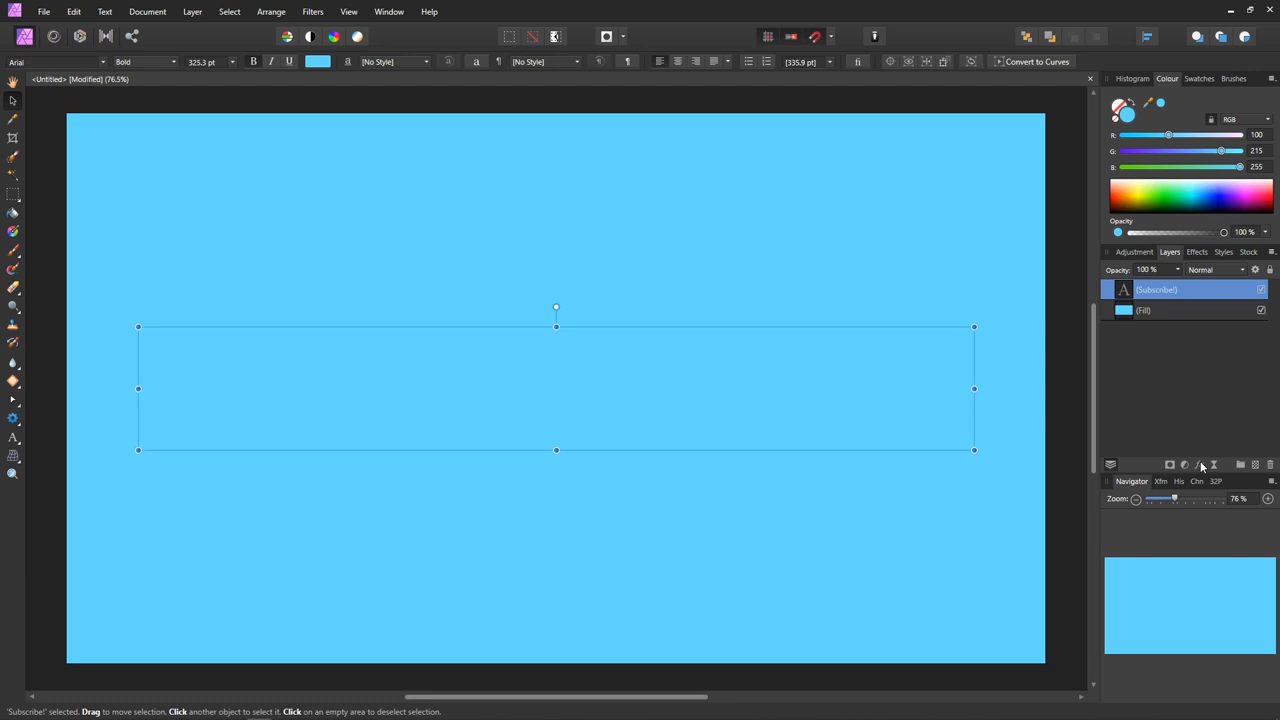 File Edit Text Document Layer Select Arrange Filters View Window Help
Arial Bold 325.3 pt B I U a [No Style] a ¶ [No Style] ¶ [335.9 pt] fi Convert to Curves
<Untitled> [Modified] (76.5%)
Histogram Colour Swatches Brushes
RGB
R: 100
G: 215
B: 255
Opacity
100 %
Adjustment Layers Effects Styles Stock
Opacity: 100 % Normal
A (Subscribe!)
(Fill)
Navigator Xfm His Chn 32P
Zoom: 76 %
'Subscribe!' selected. Drag to move selection. Click another object to select it. Click on an empty area to deselect selection.